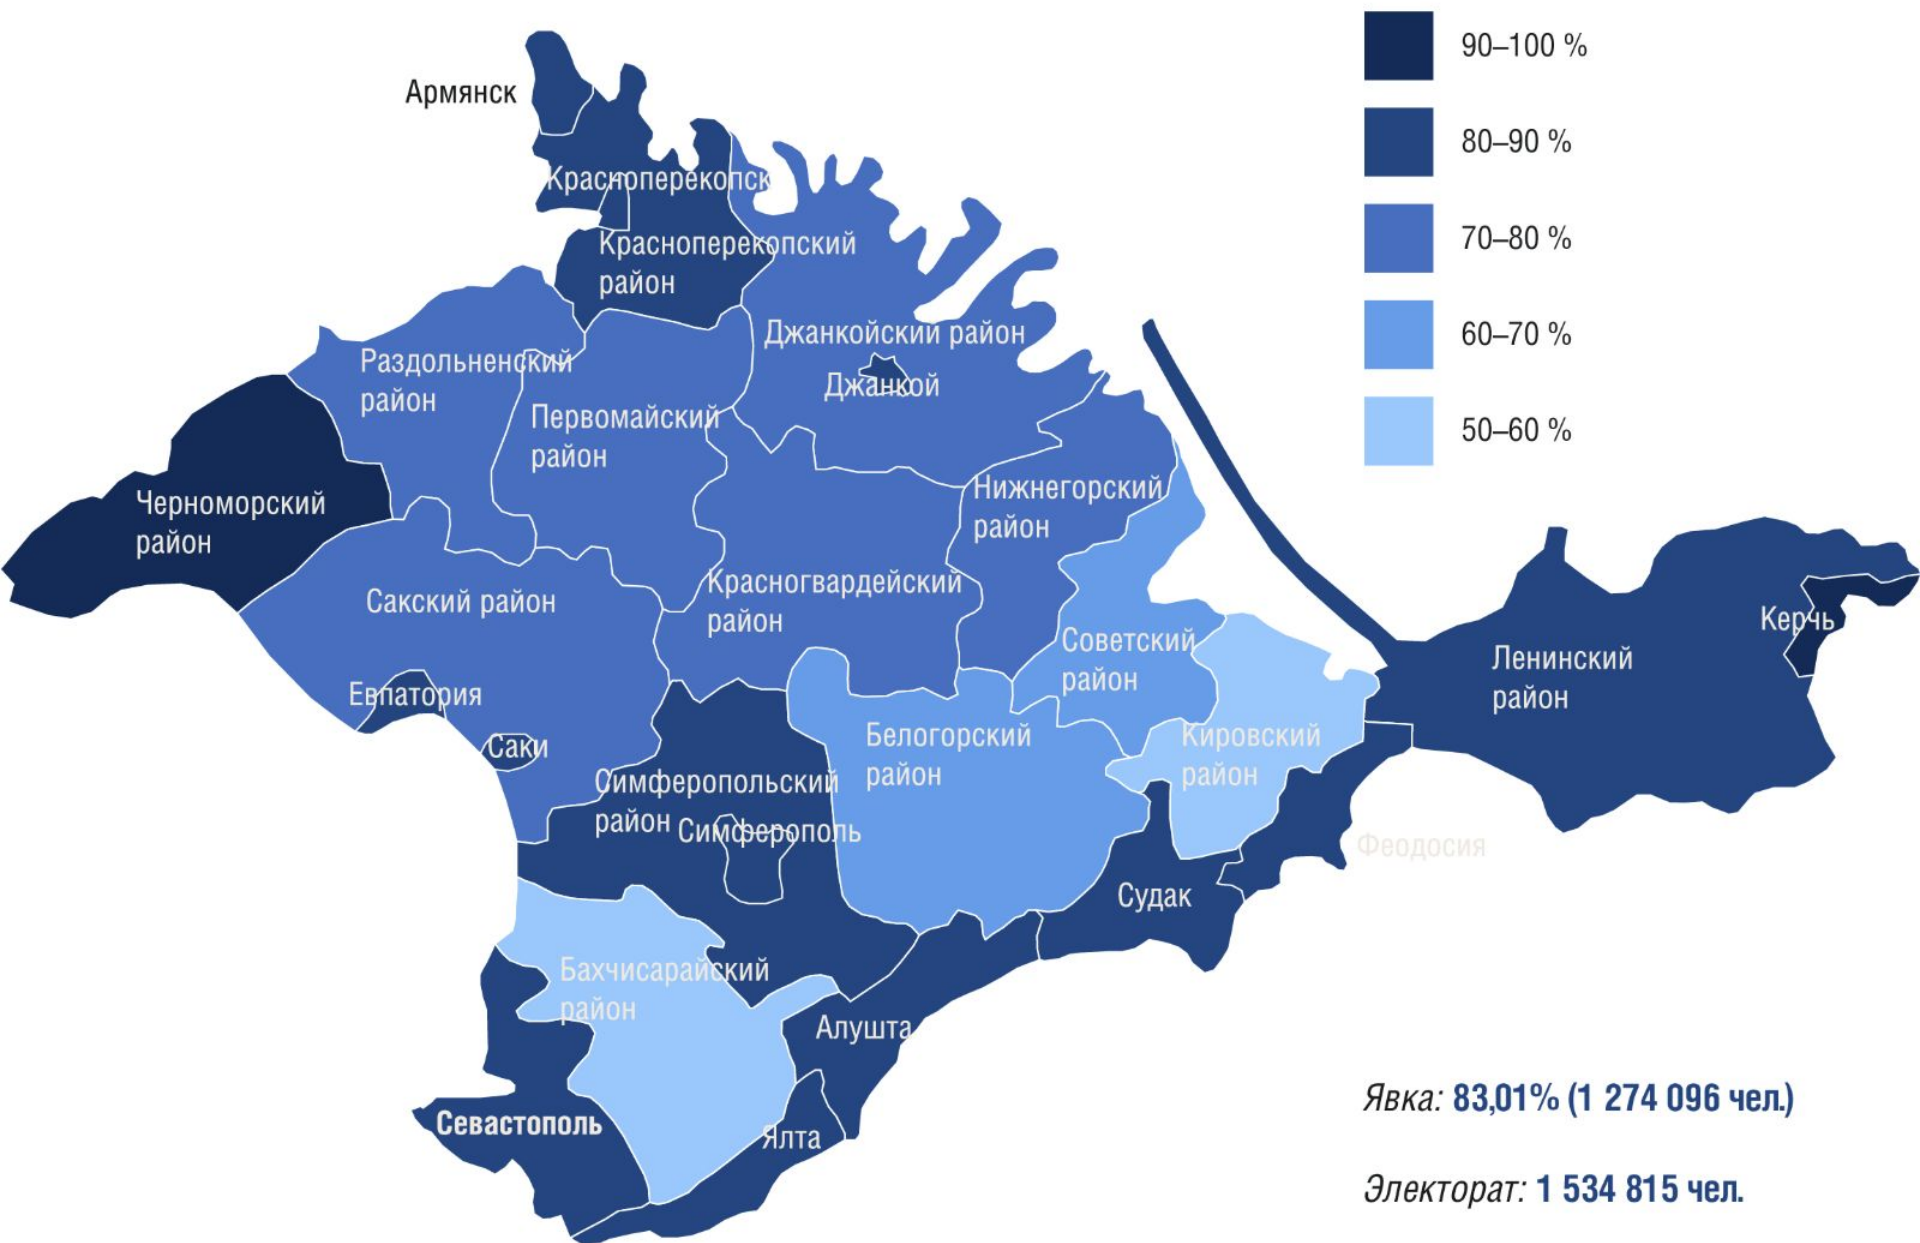 90–100 %
80–90 %
70–80 %
60–70 %
50–60 %
Армянск
Красноперекопск
Красноперекопский
район
Джанкойский район
Джанкой
Раздольненский
район
Первомайский
район
Черноморский
район
Нижнегорский
район
Сакский район
Красногвардейский
район
Советский
район
Керчь
Ленинский
район
Евпатория
Саки
Белогорский
район
Кировский
район
Симферопольский
район
Симферополь
Феодосия
Судак
Бахчисарайский
район
Алушта
Севастополь
Ялта
Явка: 83,01% (1 274 096 чел.)
Электорат: 1 534 815 чел.